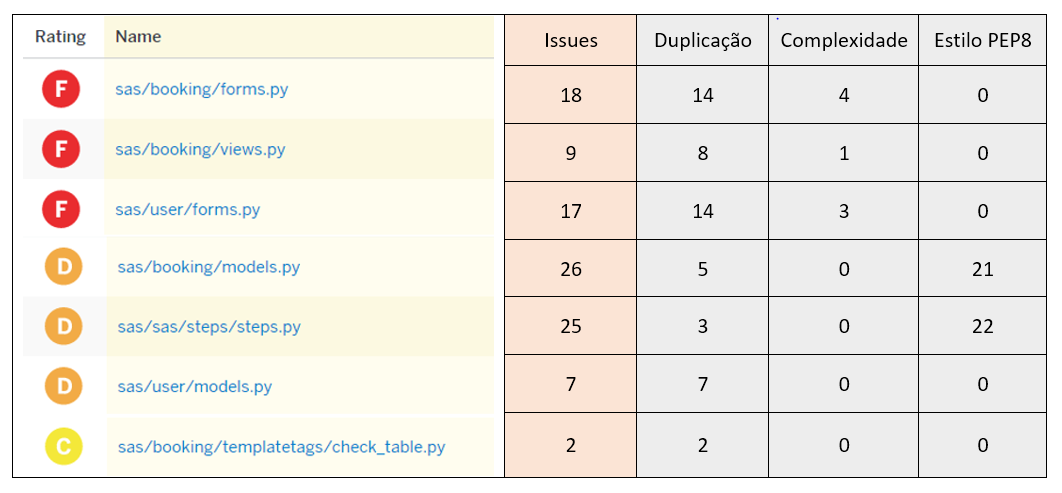 Rating Name Issues Duplicação Complexidade Estilo PEP8
F sas/booking/forms.py 18 14 4 0
F sas/booking/views.py 9 8 1 0
F sas/user/forms.py 17 14 3 0
D sas/booking/models.py 26 5 0 21
D sas/sas/steps/steps.py 25 3 0 22
D sas/user/models.py 7 7 0 0
C sas/booking/templatetags/check_table.py 2 2 0 0